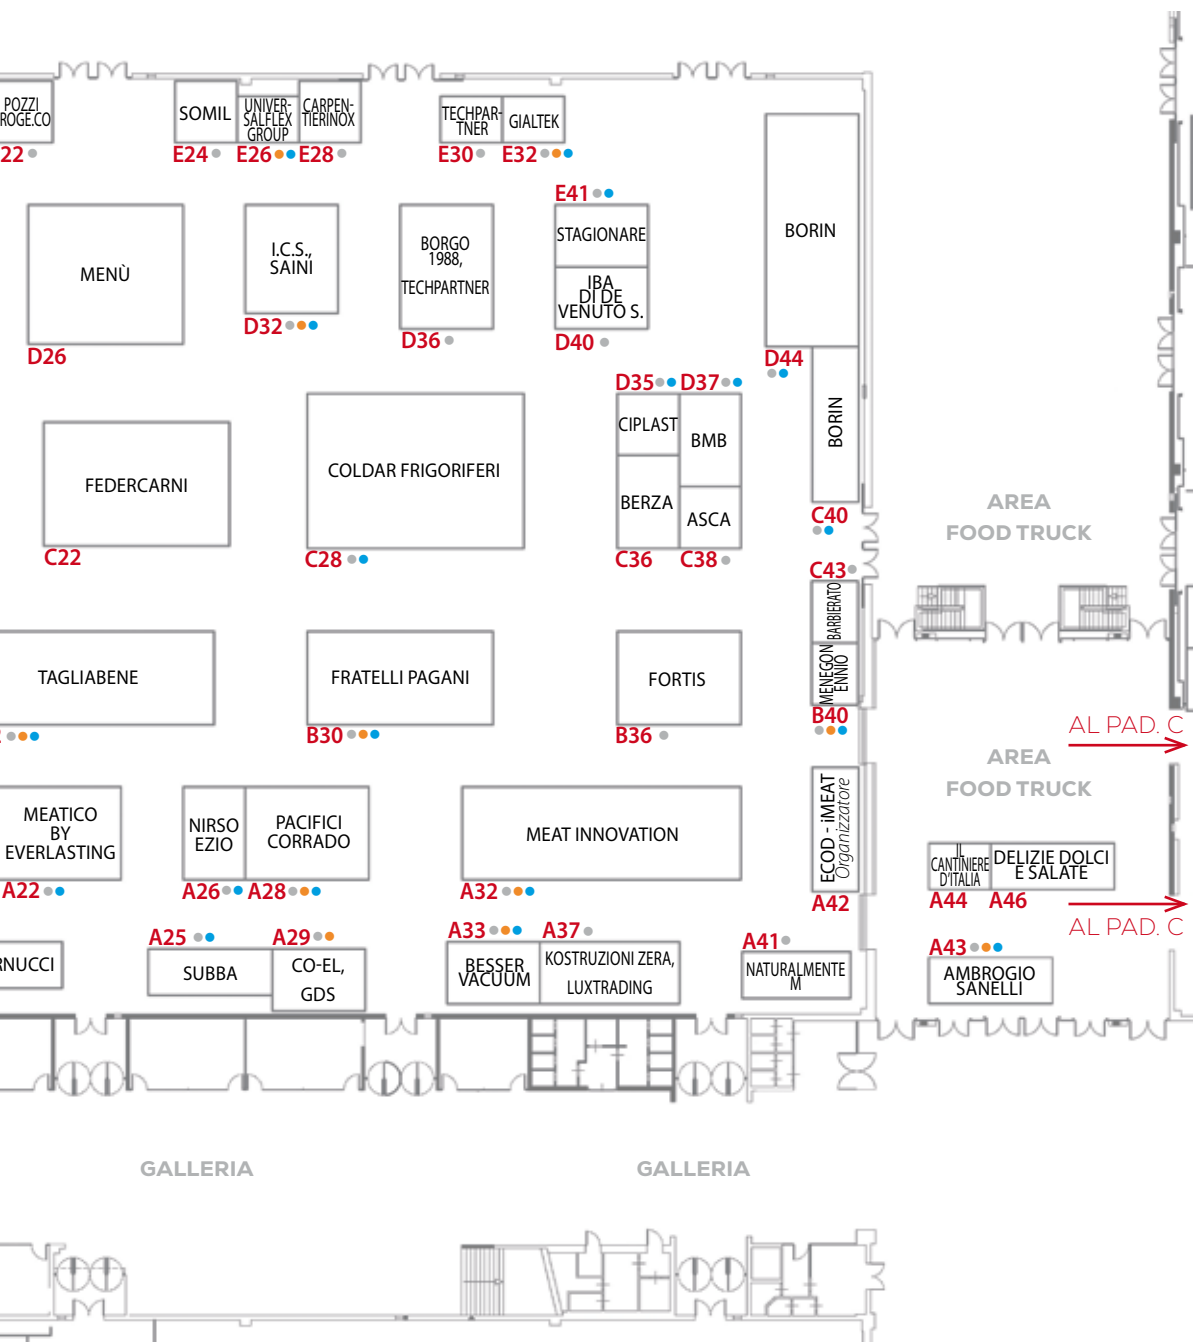 POZZI
ROGE.CO
22
SOMIL
E24
UNIVER-
SALFLEX
GROUP
E26
CARPEN-
TIERINOX
E28
TECHPAR-
TNER
E30
GIALTEK
E32
E41
STAGIONARE
IBA
DI DE
VENUTO S.
D40
BORIN
D44
MENÙ
D26
I.C.S.,
SAINI
D32
BORGO
1988,
TECHPARTNER
D36
D35
D37
CIPLAST
BMB
BERZA
ASCA
C36
C38
BORIN
C40
FEDERCARNI
C22
COLDAR FRIGORIFERI
C28
AREA
FOOD TRUCK
C43
BARBIERATO
MENEGON
ENNIO
B40
TAGLIABENE
FRATELLI PAGANI
B30
FORTIS
B36
AL PAD. C
AREA
FOOD TRUCK
MEATICO
BY
EVERLASTING
A22
NIRSO
EZIO
A26
PACIFICI
CORRADO
A28
MEAT INNOVATION
A32
ECOD - iMEAT
Organizzatore
A42
IL
CANTINIERE
D'ITALIA
A44
DELIZIE DOLCI
E SALATE
A46
AL PAD. C
RNUCCI
A25
SUBBA
A29
CO-EL,
GDS
A33
BESSER
VACUUM
A37
KOSTRUZIONI ZERA,
LUXTRADING
A41
NATURALMENTE
M
A43
AMBROGIO
SANELLI
GALLERIA
GALLERIA